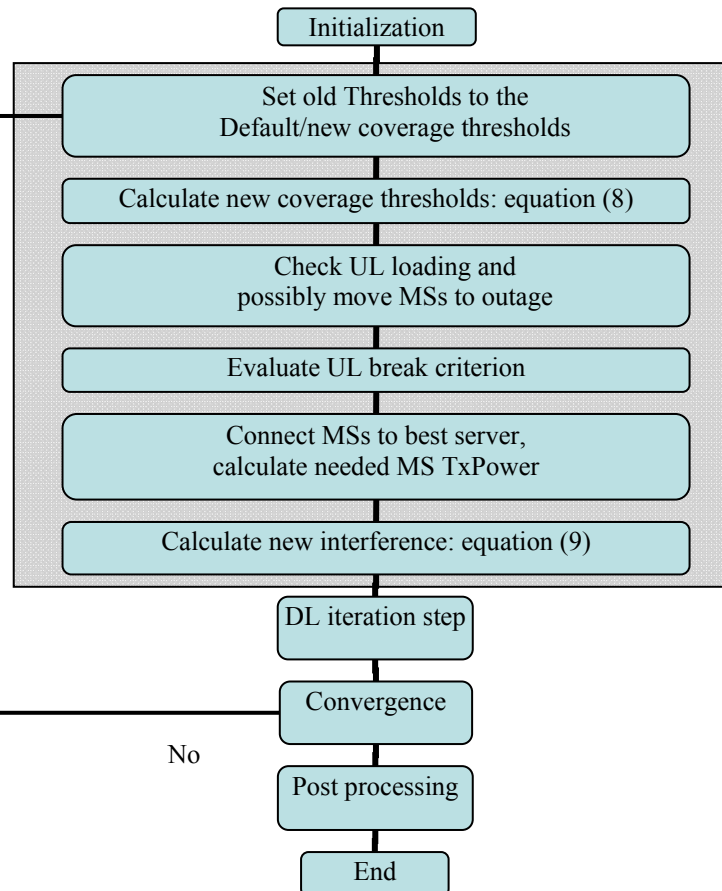 Initialization
Set old Thresholds to the
Default/new coverage thresholds
Calculate new coverage thresholds: equation (8)
Check UL loading and
possibly move MSs to outage
Evaluate UL break criterion
Connect MSs to best server,
calculate needed MS TxPower
Calculate new interference: equation (9)
DL iteration step
Convergence
No
Post processing
End